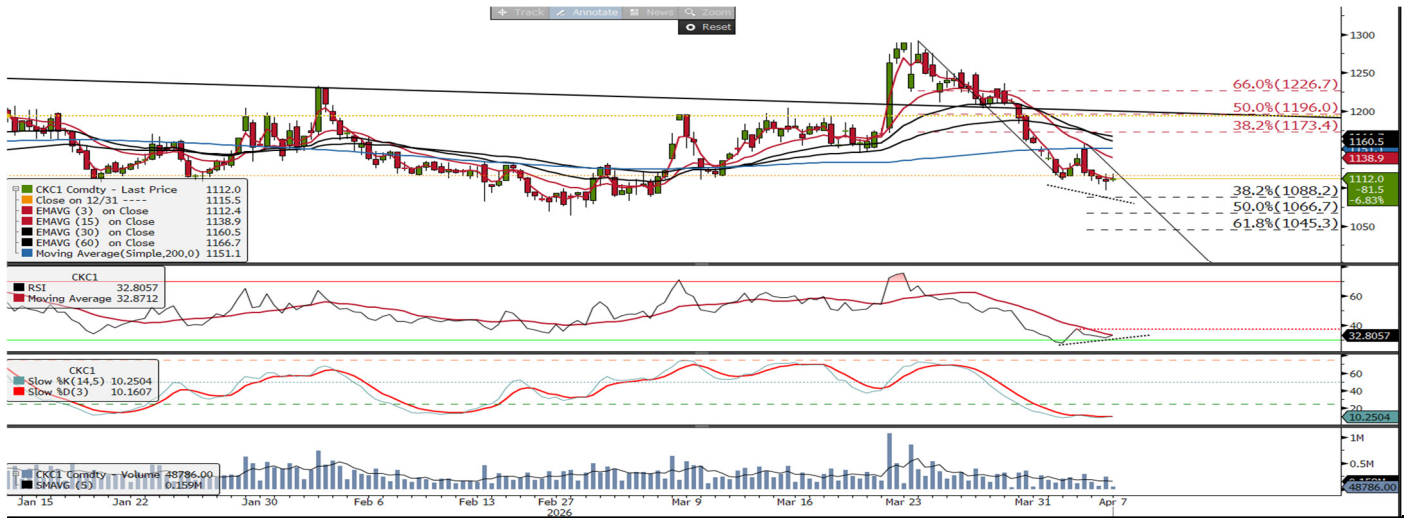 Track Annotate News Zoom
Reset
1300
1250
1200
1160.5
1138.9
1112.0
-81.5
-6.83%
1050
66.0%(1226.7)
50.0%(1196.0)
38.2%(1173.4)
38.2%(1088.2)
50.0%(1066.7)
61.8%(1045.3)
CKC1 Comdty - Last Price 1112.0
Close on 12/31 ---- 1115.5
EMAVG (3) on Close 1112.4
EMAVG (15) on Close 1138.9
EMAVG (30) on Close 1160.5
EMAVG (60) on Close 1166.7
Moving Average(Simple,200,0) 1151.1
CKC1
RSI 32.8057
Moving Average 32.8712
60
40
32.8057
CKC1
Slow %K(14,5) 10.2504
Slow %D(3) 10.1607
60
40
20
10.2504
CKC1 Comdty - Volume 48786.00
SMAVG (5) 0.159M
1M
0.5M
48786.00
Jan 15 Jan 22 Jan 30 Feb 6 Feb 13 Feb 27 Mar 9 Mar 16 Mar 23 Mar 31 Apr 7
2026